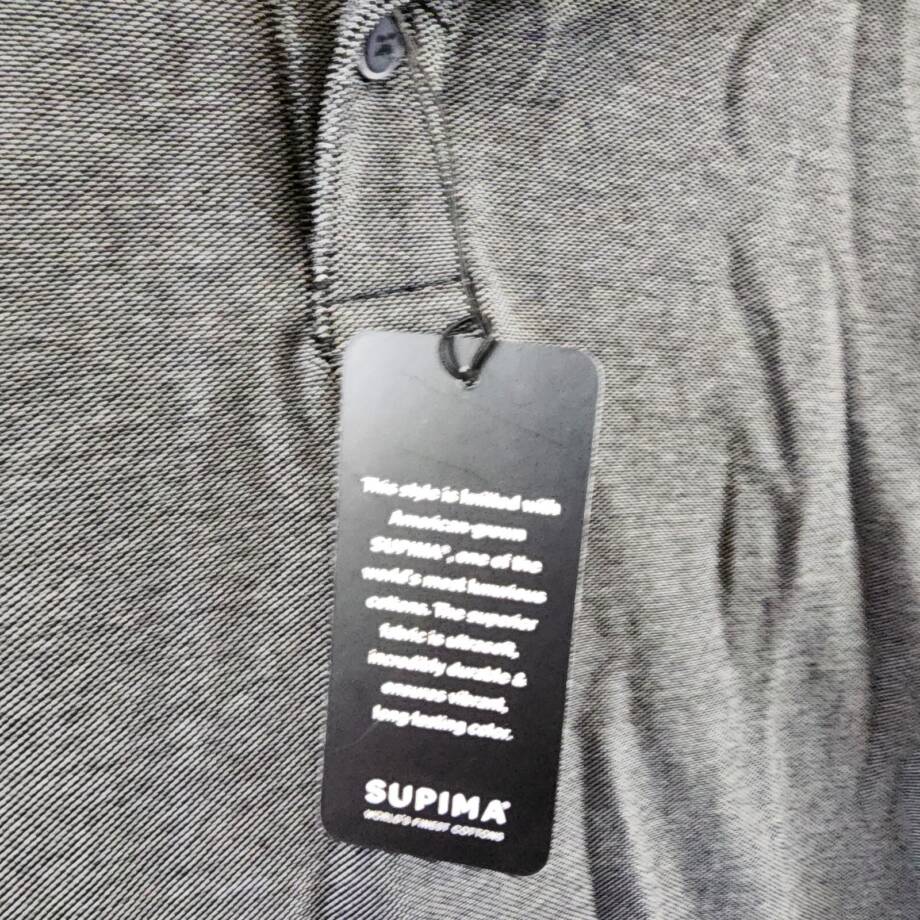 This style is knitted with
American-grown
SUPIMA®, one of the
world's most luxurious
cottons. The superior
fabric is ultrasoft,
incredibly durable &
ensures vibrant,
long-lasting color.
SUPIMA®
WORLD'S FINEST COTTONS